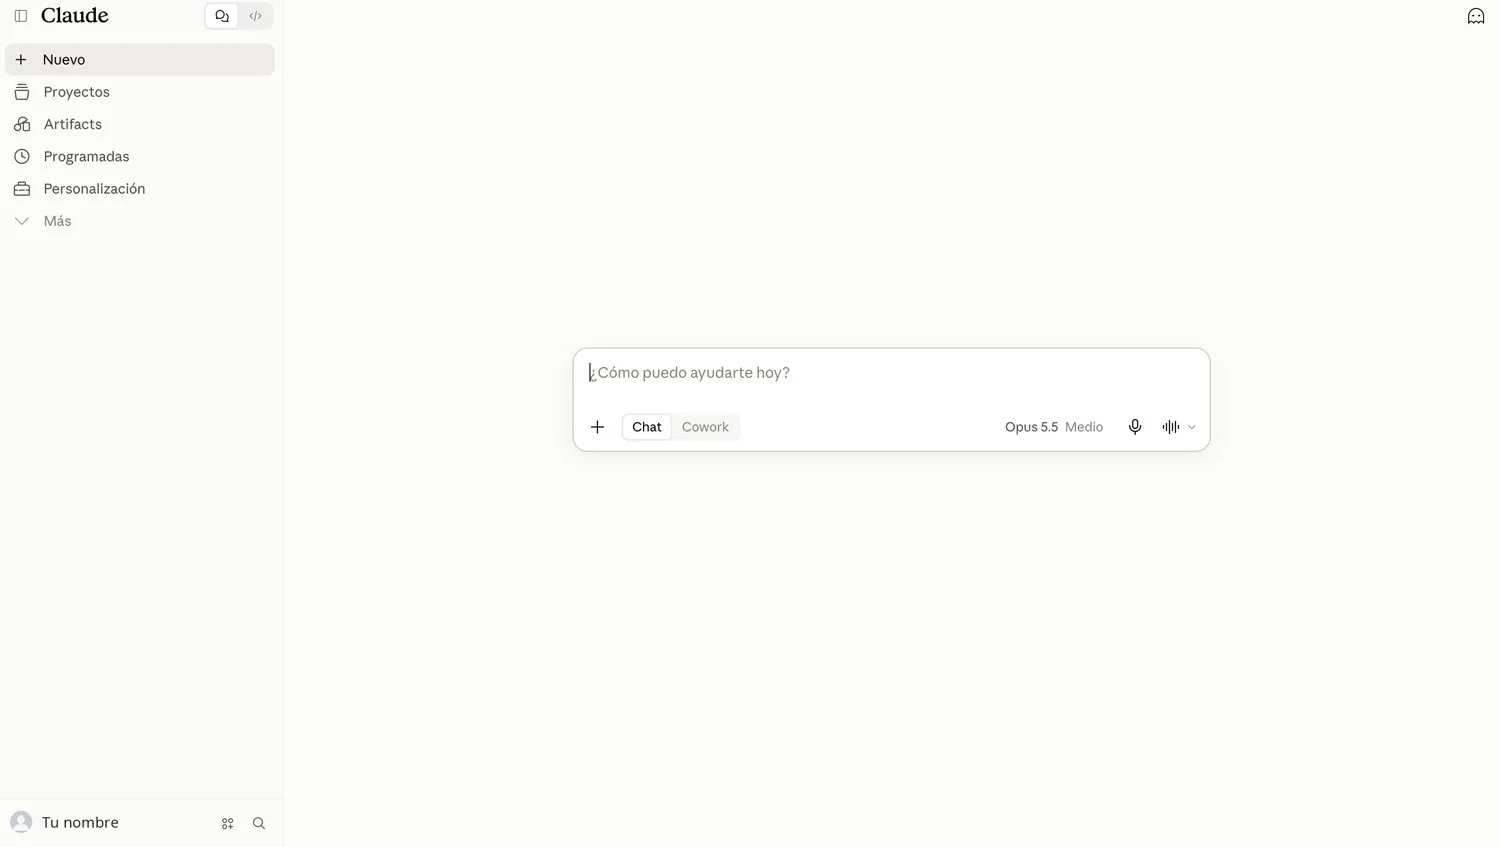 Claude
Nuevo
Proyectos
Artifacts
Programadas
Personalización
Más
¿Cómo puedo ayudarte hoy?
Chat Cowork Opus 5.5 Medio
Tu nombre